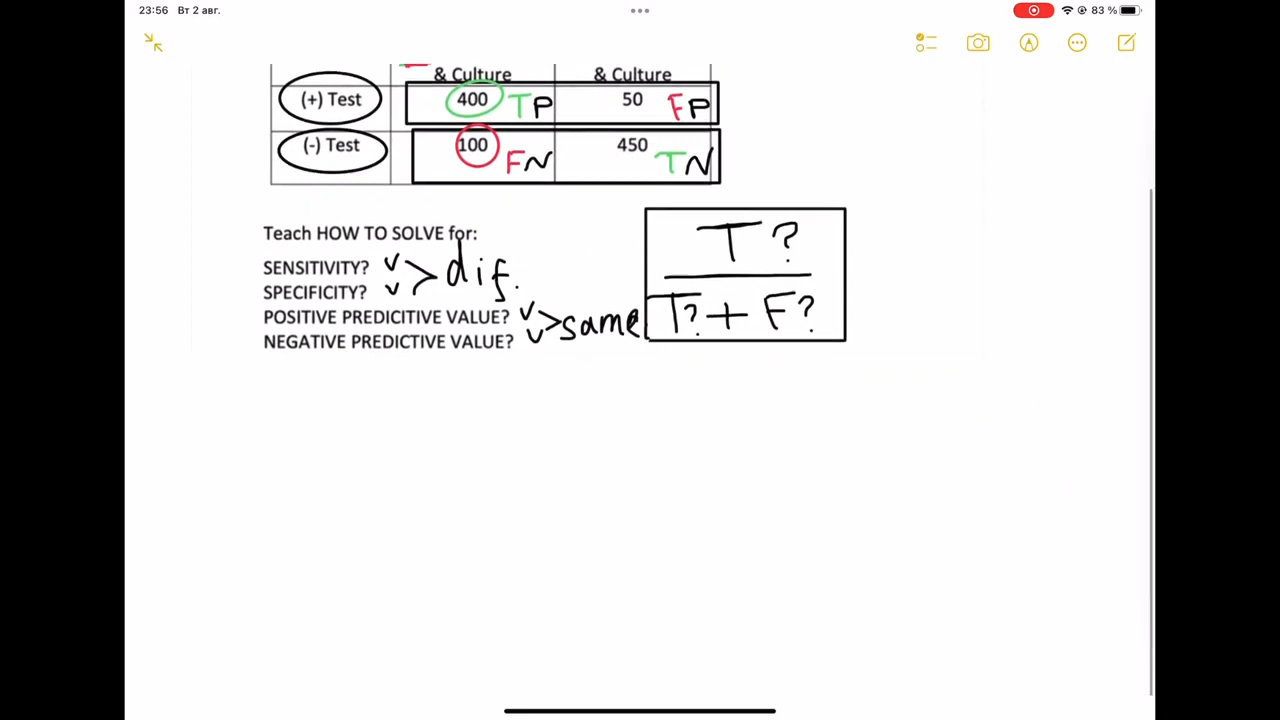 23:56 Вт 2 авг. 83 %
& Culture & Culture
(+) Test 400 TP 50 FP
(-) Test 100 FN 450 TN
Teach HOW TO SOLVE for:
SENSITIVITY?
SPECIFICITY?
> dif.
POSITIVE PREDICITIVE VALUE?
NEGATIVE PREDICTIVE VALUE?
> same
T?
T? + F?